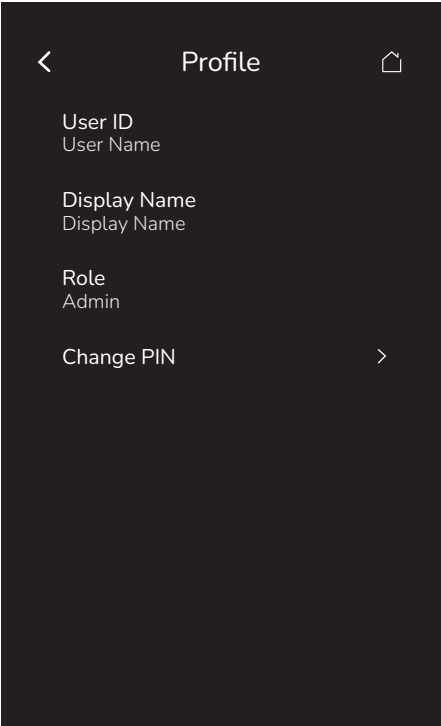 Profile
User ID
User Name
Display Name
Display Name
Role
Admin
Change PIN